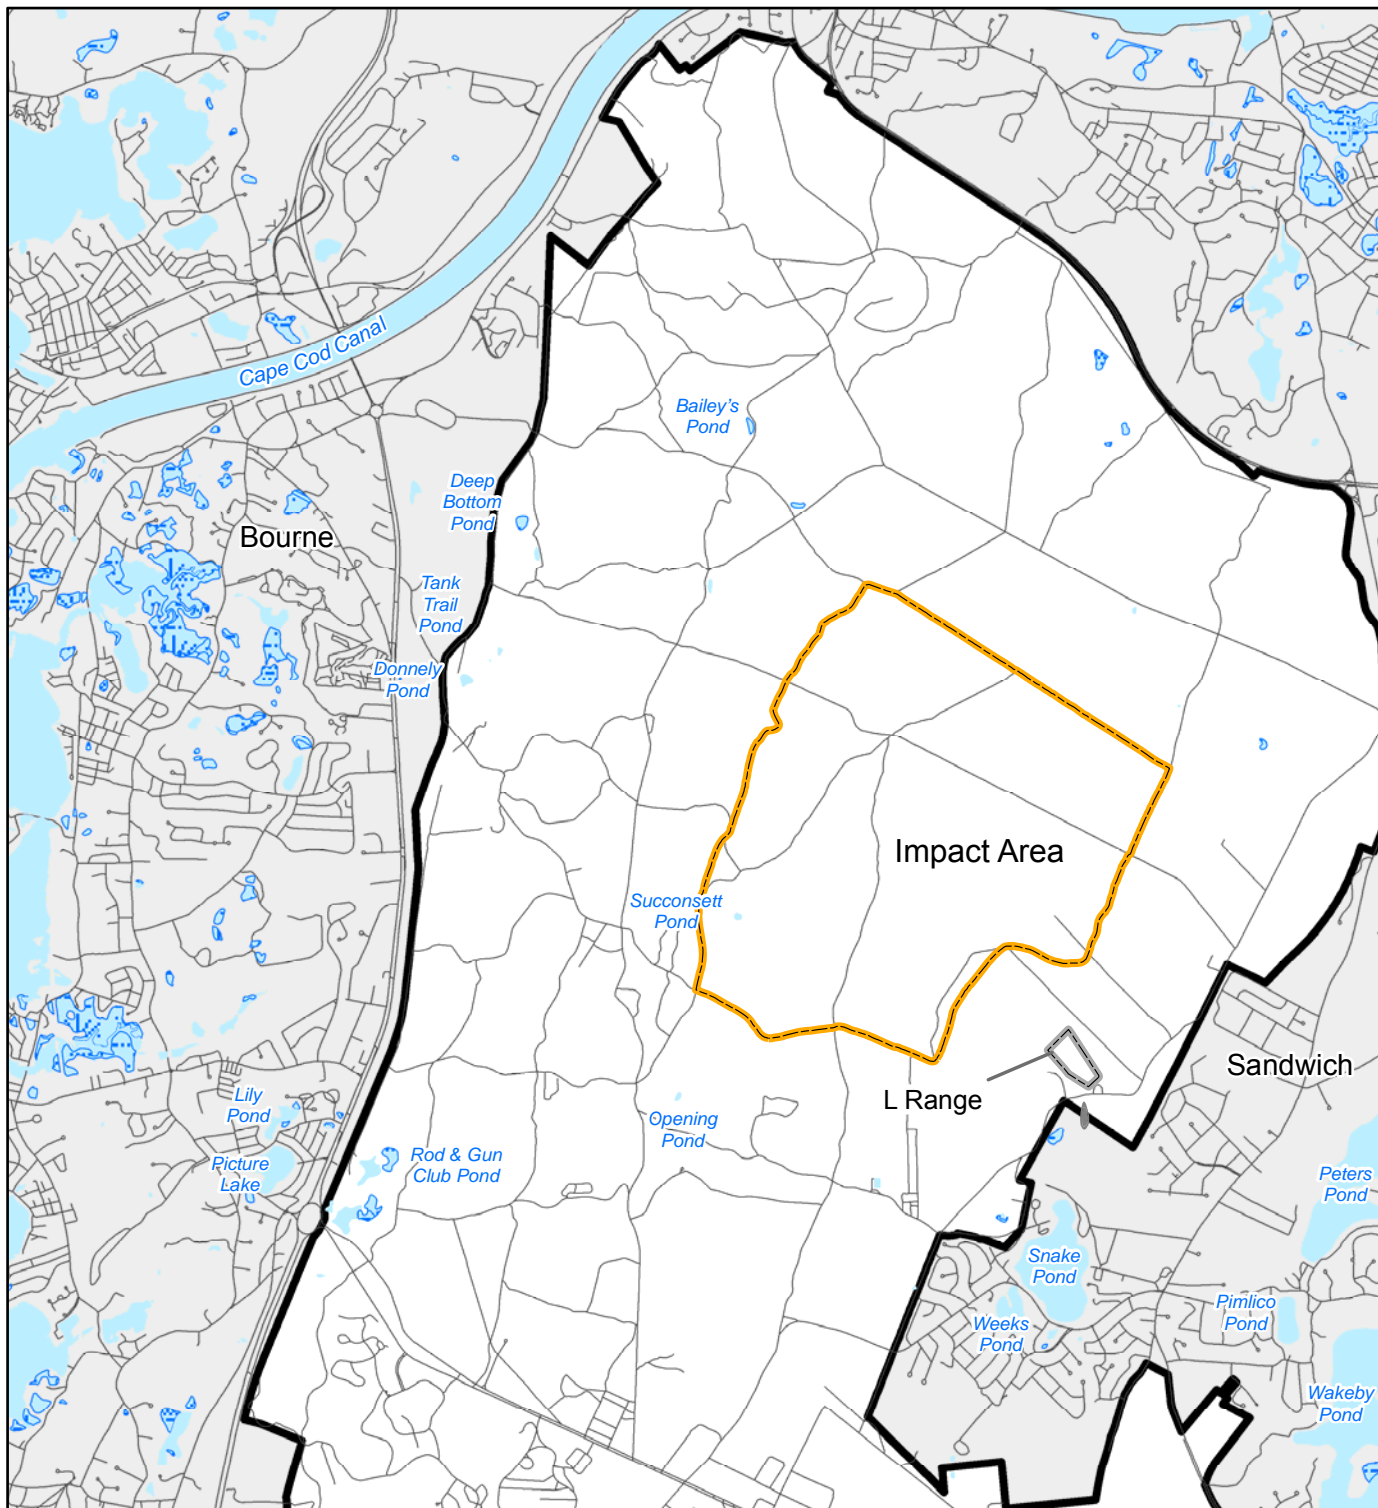 Cape Cod Canal
Bailey's
Pond
Deep
Bottom
Pond
Bourne
Tank
Trail
Pond
Donnely
Pond
Impact Area
Succonsett
Pond
Sandwich
L Range
Lily
Pond
Opening
Pond
Rod & Gun
Club Pond
Picture
Lake
Peters
Pond
Snake
Pond
Pimlico
Pond
Weeks
Pond
Wakeby
Pond